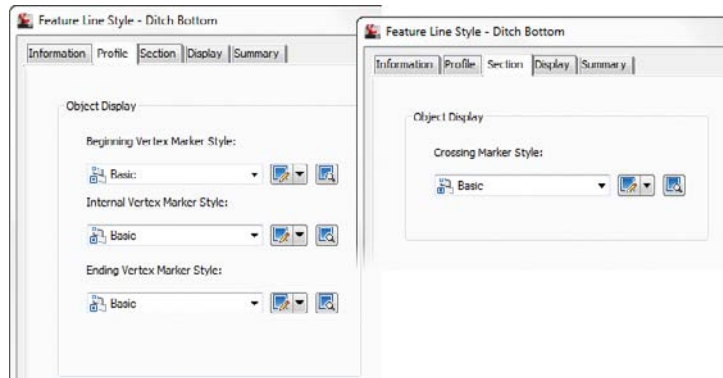 Feature Line Style - Ditch Bottom
Information Profile Section Display Summary
Object Display
Beginning Vertex Marker Style:
Basic
Internal Vertex Marker Style:
Basic
Ending Vertex Marker Style:
Basic
Feature Line Style - Ditch Bottom
Information Profile Section Display Summary
Object Display
Crossing Marker Style:
Basic